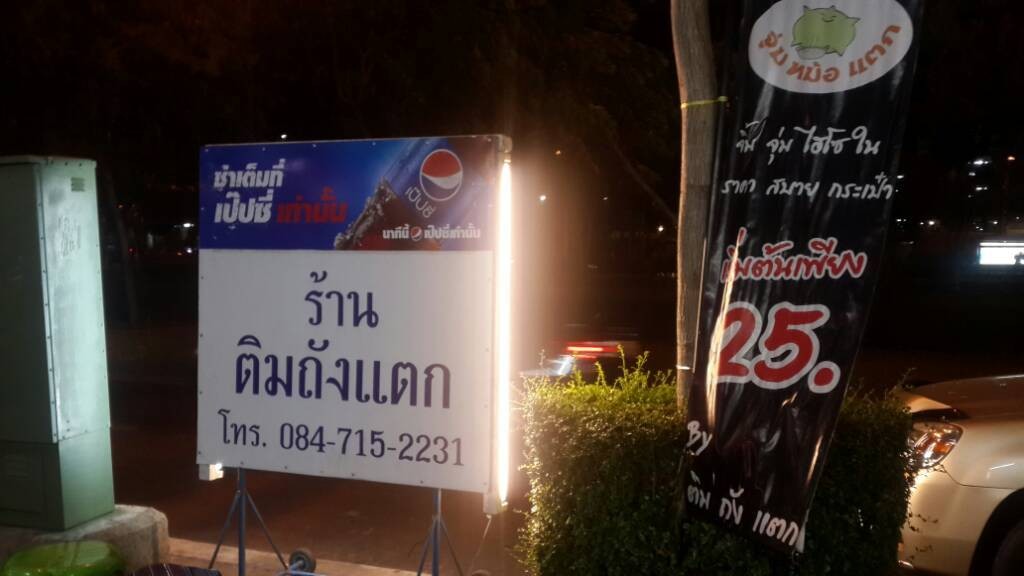 ซ่าเต็มที่
เป๊ปซี่ เท่านั้น
เป๊ปซี่
นาทีนี้ เป๊ปซี่เท่านั้น
ร้าน
ติมถังแตก
โทร. 084-715-2231
จุ่ม หม้อ แตก
จิ้ม จุ่ม ไฮโซ ใน
ราคา สบาย กระเป๋า
เริ่มต้นเพียง
25.
By
ติม ถัง แตก